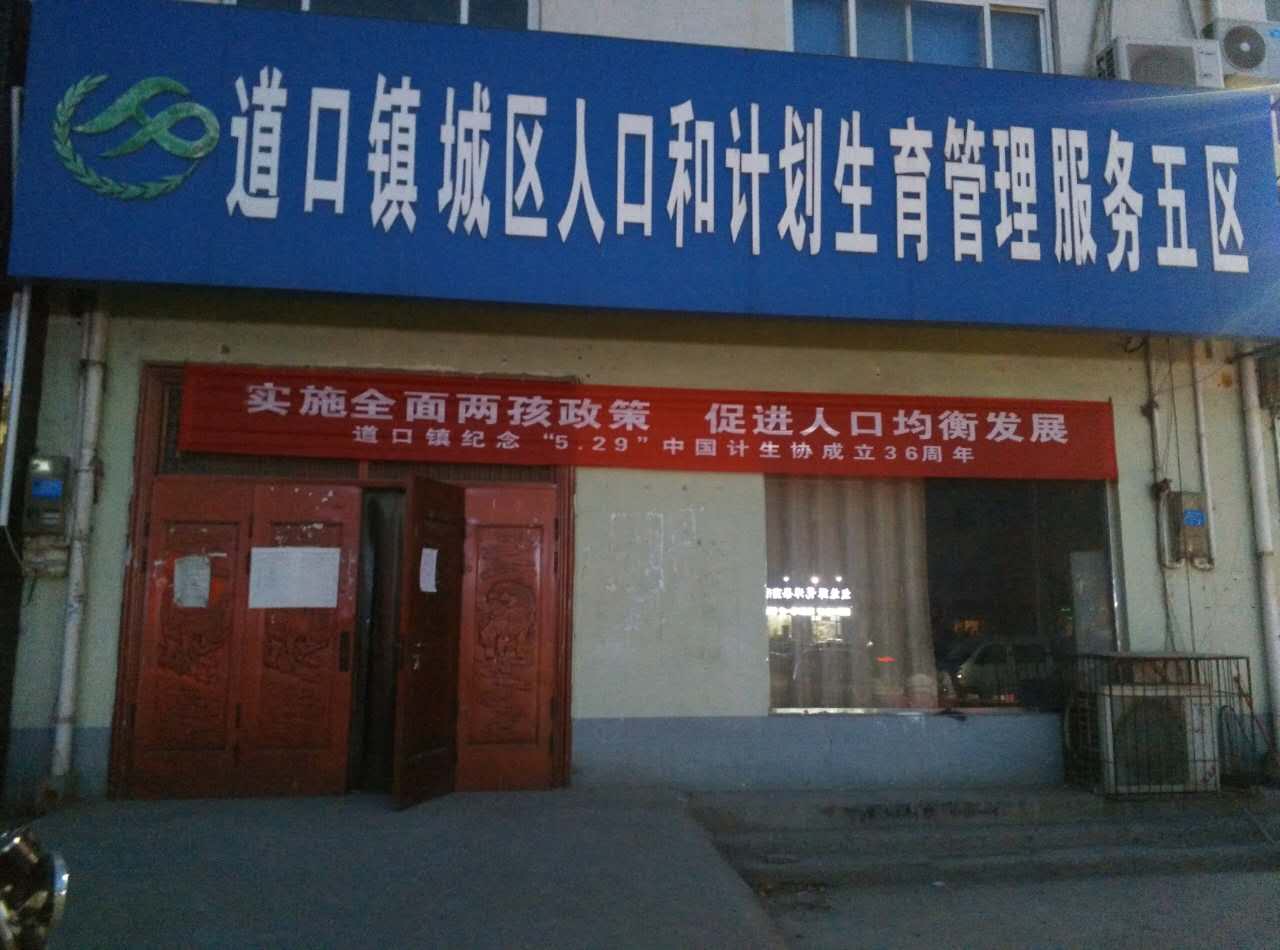 道口镇城区人口和计划生育管理服务五区
实施全面两孩政策 促进人口均衡发展
道口镇纪念“5.29”中国计生协成立36周年